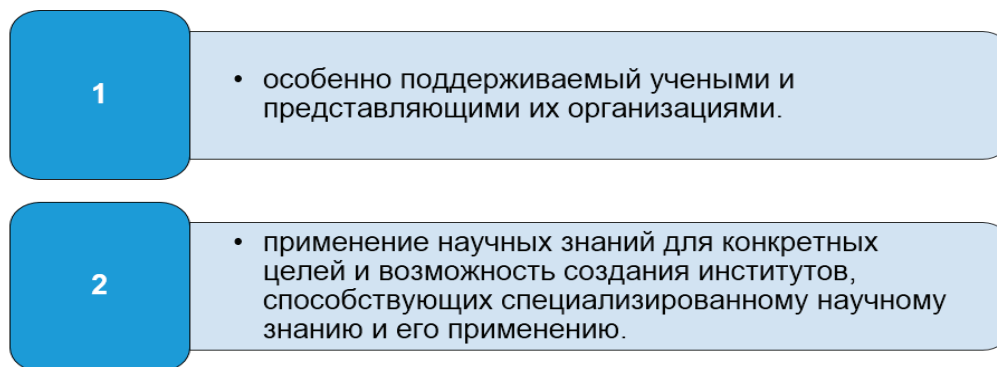 1
• особенно поддерживаемый учеными и
представляющими их организациями.
2
• применение научных знаний для конкретных
целей и возможность создания институтов,
способствующих специализированному научному
знанию и его применению.